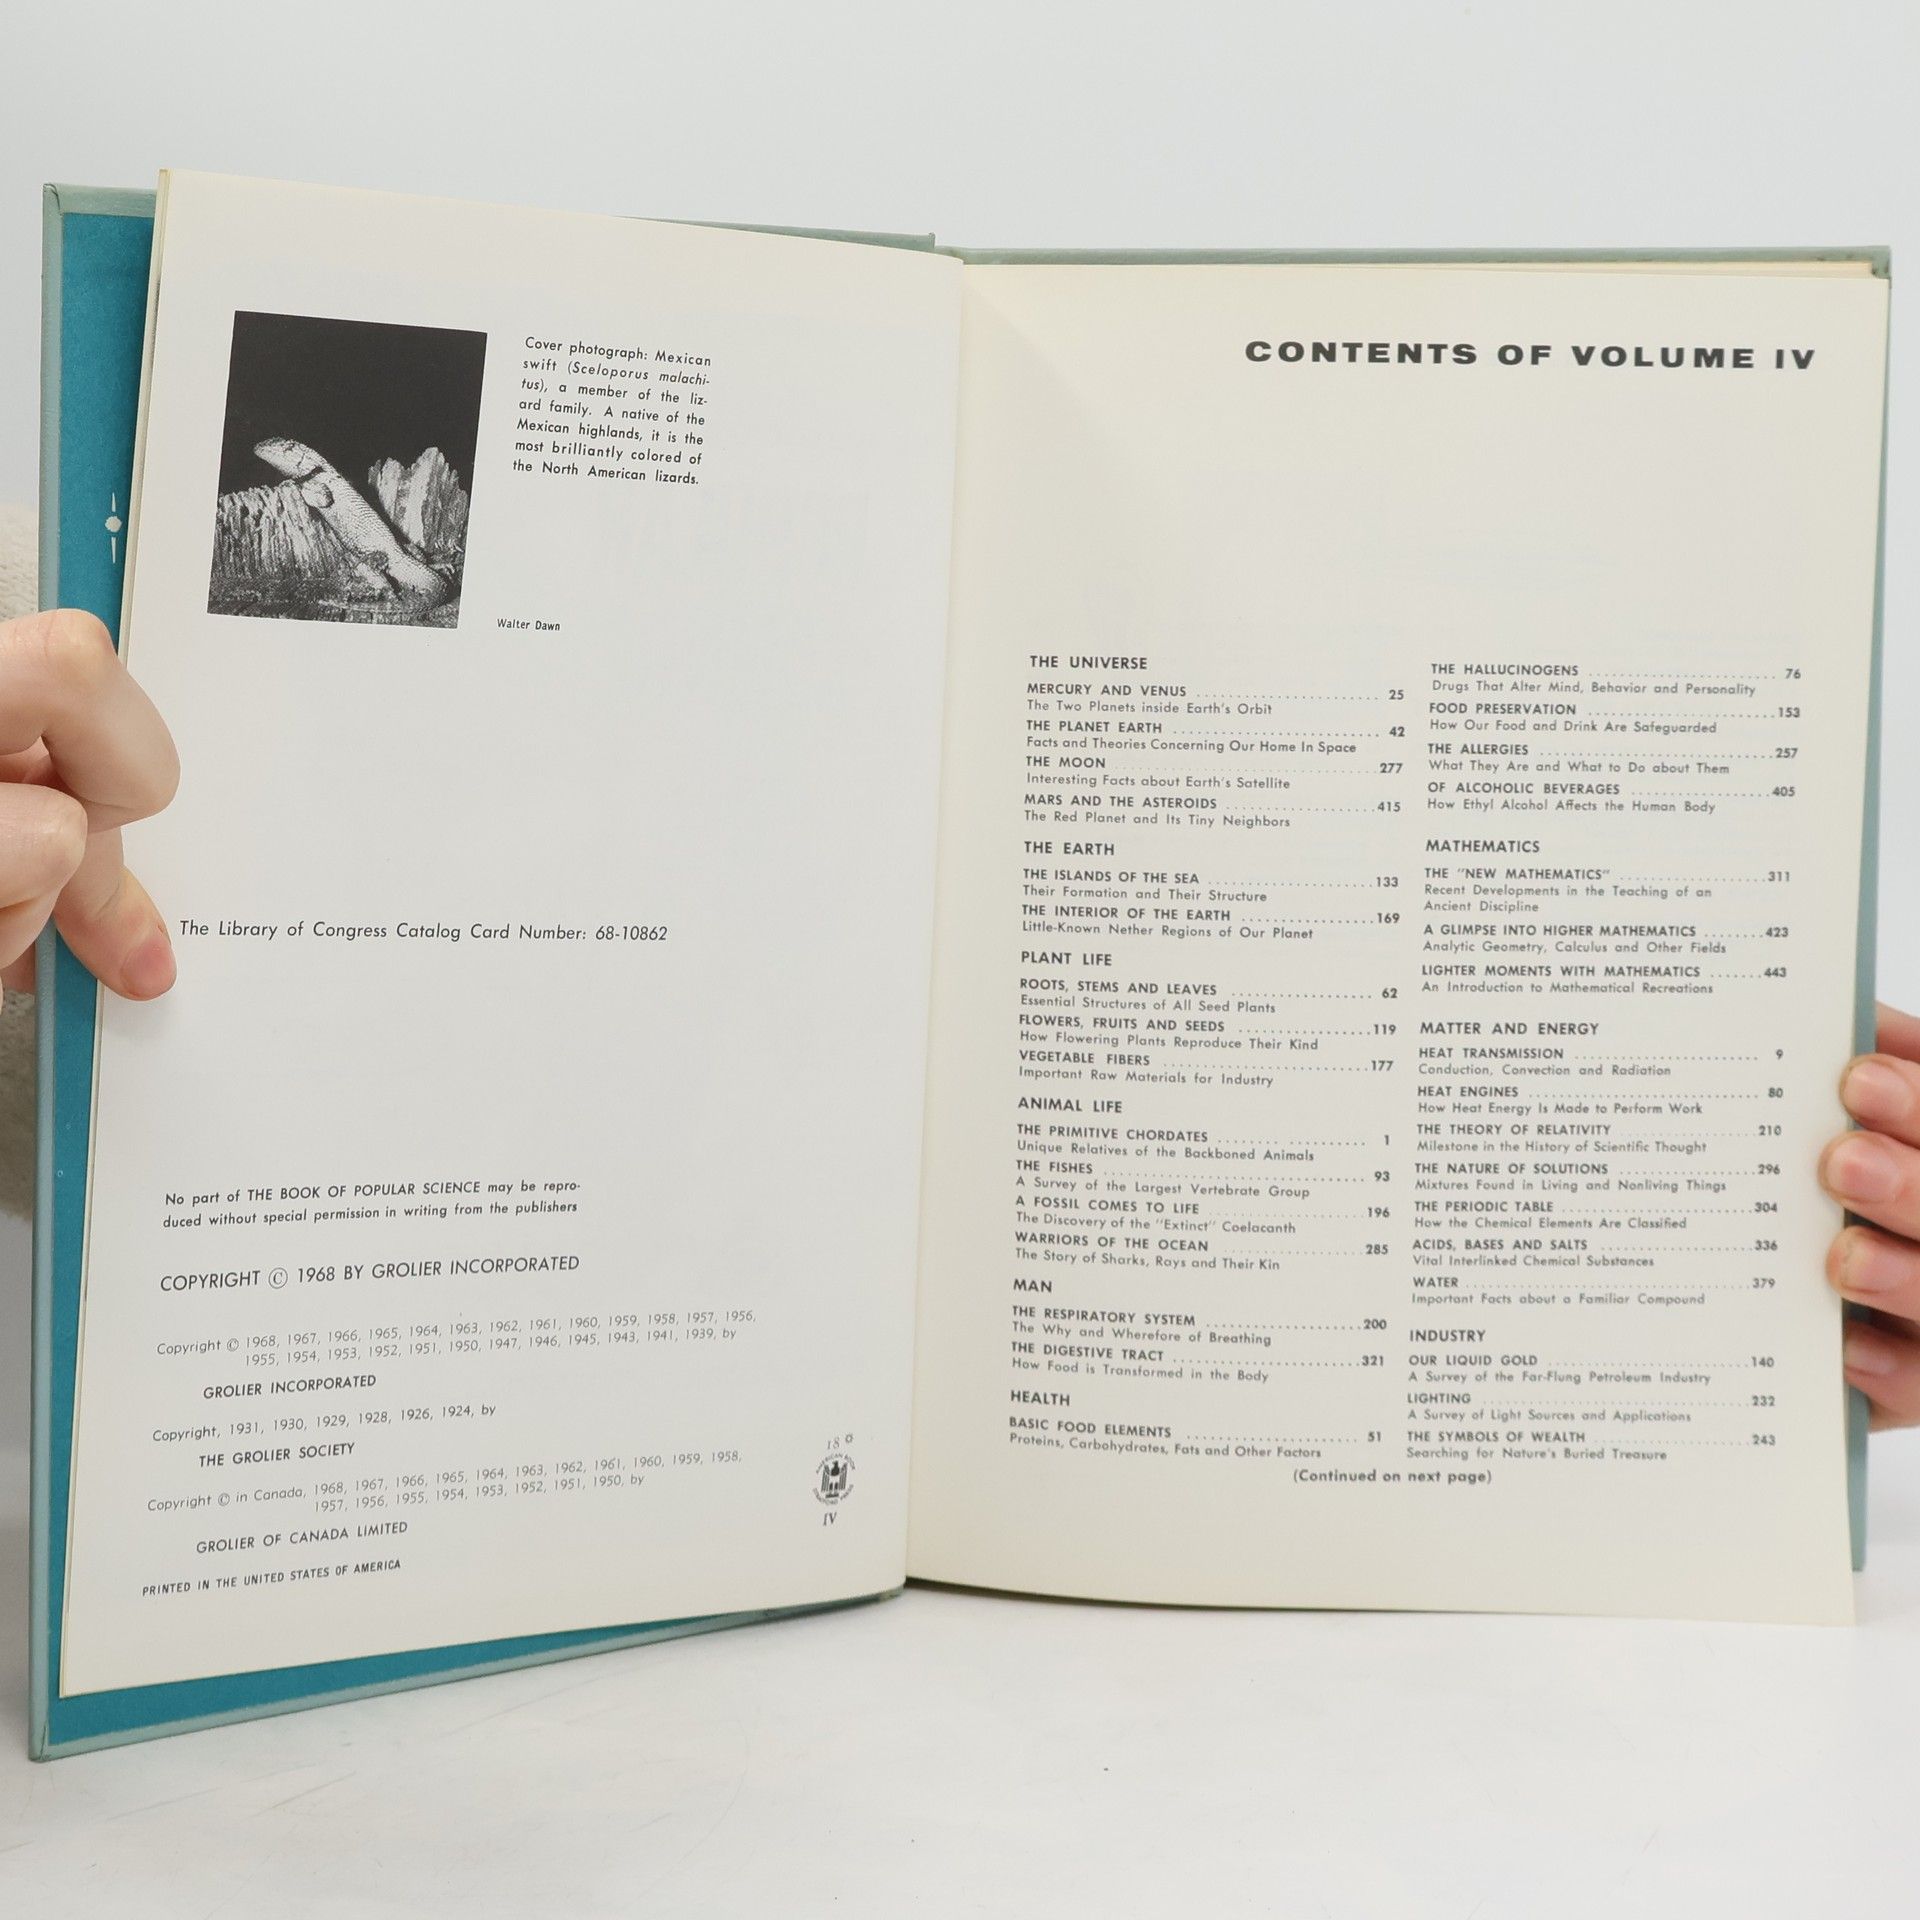 Cover photograph: Mexican
swift (Sceloporus malachi-
tus), a member of the liz-
ard family. A native of the
Mexican highlands, it is the
most brilliantly colored of
the North American lizards.
Walter Dawn
The Library of Congress Catalog Card Number: 68-10862
No part of THE BOOK OF POPULAR SCIENCE may be repro-
duced without special permission in writing from the publishers
COPYRIGHT © 1968 BY GROLIER INCORPORATED
Copyright © 1968, 1967, 1966, 1965, 1964, 1963, 1962, 1961, 1960, 1959, 1958, 1957, 1956,
1955, 1954, 1953, 1952, 1951, 1950, 1947, 1946, 1945, 1943, 1941, 1939, by
GROLIER INCORPORATED
Copyright, 1931, 1930, 1929, 1928, 1926, 1924, by
THE GROLIER SOCIETY
Copyright © in Canada, 1968, 1967, 1966, 1965, 1964, 1963, 1962, 1961, 1960, 1959, 1958,
1957, 1956, 1955, 1954, 1953, 1952, 1951, 1950, by
GROLIER OF CANADA LIMITED
PRINTED IN THE UNITED STATES OF AMERICA
18
AMERICAN BOOK
STRATFORD PRESS
IV
CONTENTS OF VOLUME IV
THE UNIVERSE
MERCURY AND VENUS 25
The Two Planets inside Earth's Orbit
THE PLANET EARTH 42
Facts and Theories Concerning Our Home In Space
THE MOON 277
Interesting Facts about Earth's Satellite
MARS AND THE ASTEROIDS 415
The Red Planet and Its Tiny Neighbors
THE EARTH
THE ISLANDS OF THE SEA 133
Their Formation and Their Structure
THE INTERIOR OF THE EARTH 169
Little-Known Nether Regions of Our Planet
PLANT LIFE
ROOTS, STEMS AND LEAVES 62
Essential Structures of All Seed Plants
FLOWERS, FRUITS AND SEEDS 119
How Flowering Plants Reproduce Their Kind
VEGETABLE FIBERS 177
Important Raw Materials for Industry
ANIMAL LIFE
THE PRIMITIVE CHORDATES 1
Unique Relatives of the Backboned Animals
THE FISHES 93
A Survey of the Largest Vertebrate Group
A FOSSIL COMES TO LIFE 196
The Discovery of the "Extinct" Coelacanth
WARRIORS OF THE OCEAN 285
The Story of Sharks, Rays and Their Kin
MAN
THE RESPIRATORY SYSTEM 200
The Why and Wherefore of Breathing
THE DIGESTIVE TRACT 321
How Food is Transformed in the Body
HEALTH
BASIC FOOD ELEMENTS 51
Proteins, Carbohydrates, Fats and Other Factors
THE HALLUCINOGENS 76
Drugs That Alter Mind, Behavior and Personality
FOOD PRESERVATION 153
How Our Food and Drink Are Safeguarded
THE ALLERGIES 257
What They Are and What to Do about Them
OF ALCOHOLIC BEVERAGES 405
How Ethyl Alcohol Affects the Human Body
MATHEMATICS
THE "NEW MATHEMATICS" 311
Recent Developments in the Teaching of an
Ancient Discipline
A GLIMPSE INTO HIGHER MATHEMATICS 423
Analytic Geometry, Calculus and Other Fields
LIGHTER MOMENTS WITH MATHEMATICS 443
An Introduction to Mathematical Recreations
MATTER AND ENERGY
HEAT TRANSMISSION 9
Conduction, Convection and Radiation
HEAT ENGINES 80
How Heat Energy Is Made to Perform Work
THE THEORY OF RELATIVITY 210
Milestone in the History of Scientific Thought
THE NATURE OF SOLUTIONS 296
Mixtures Found in Living and Nonliving Things
THE PERIODIC TABLE 304
How the Chemical Elements Are Classified
ACIDS, BASES AND SALTS 336
Vital Interlinked Chemical Substances
WATER 379
Important Facts about a Familiar Compound
INDUSTRY
OUR LIQUID GOLD 140
A Survey of the Far-Flung Petroleum Industry
LIGHTING 232
A Survey of Light Sources and Applications
THE SYMBOLS OF WEALTH 243
Searching for Nature's Buried Treasure
(Continued on next page)